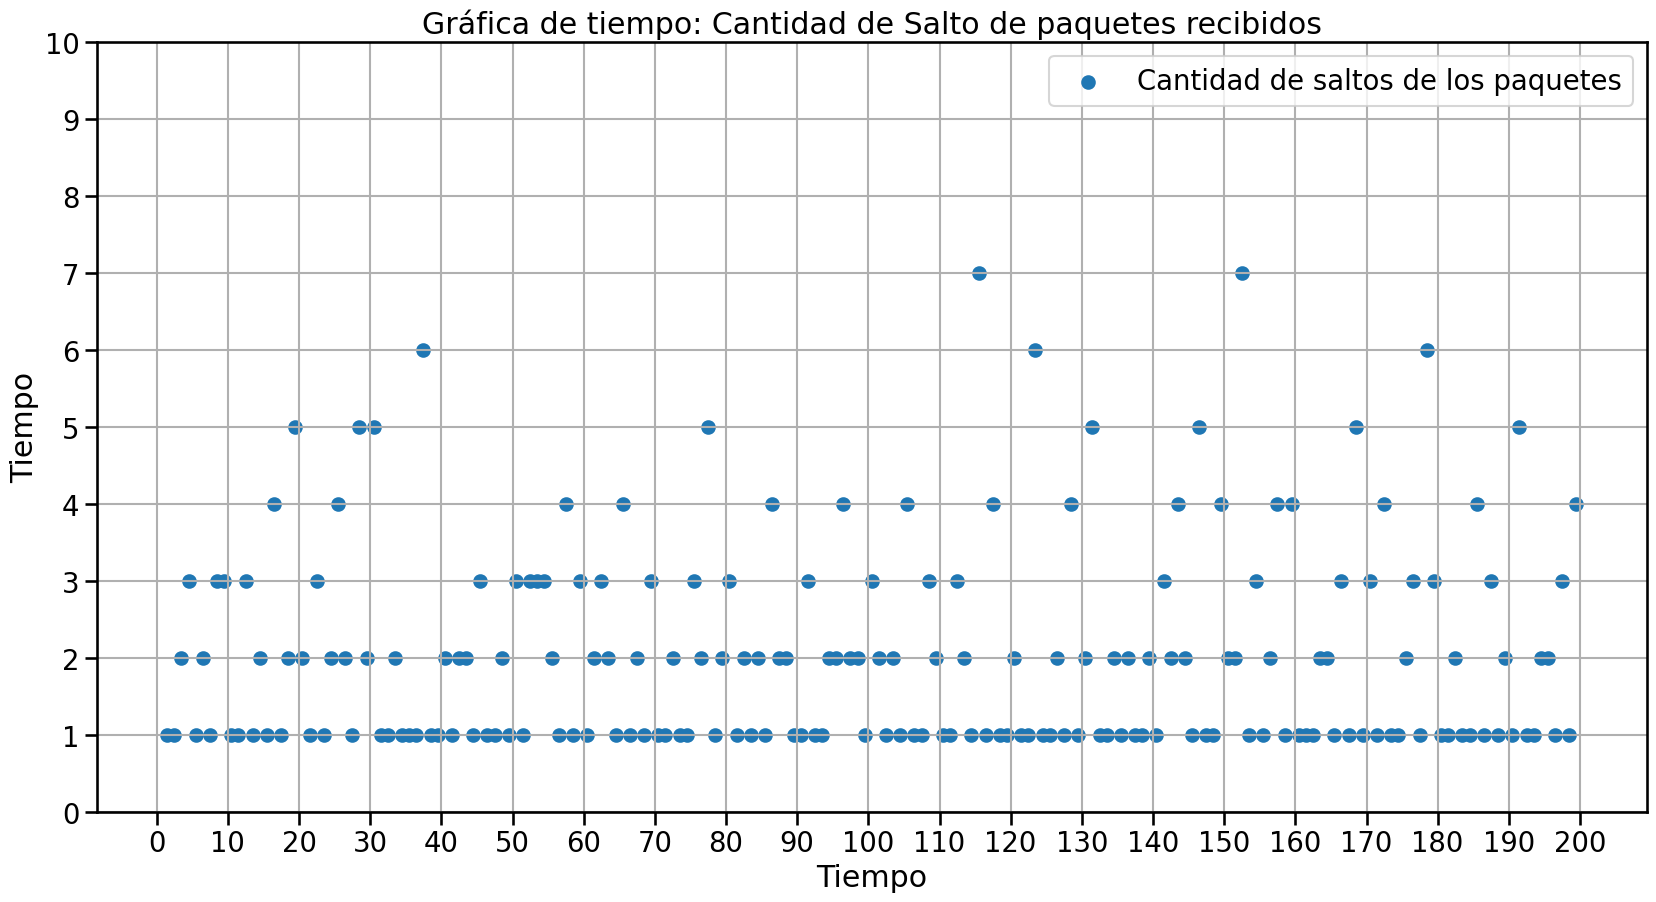 Gráfica de tiempo: Cantidad de Salto de paquetes recibidos
Cantidad de saltos de los paquetes
10
9
8
7
6
5
4
3
2
1
0
Tiempo
0 10 20 30 40 50 60 70 80 90 100 110 120 130 140 150 160 170 180 190 200
Tiempo